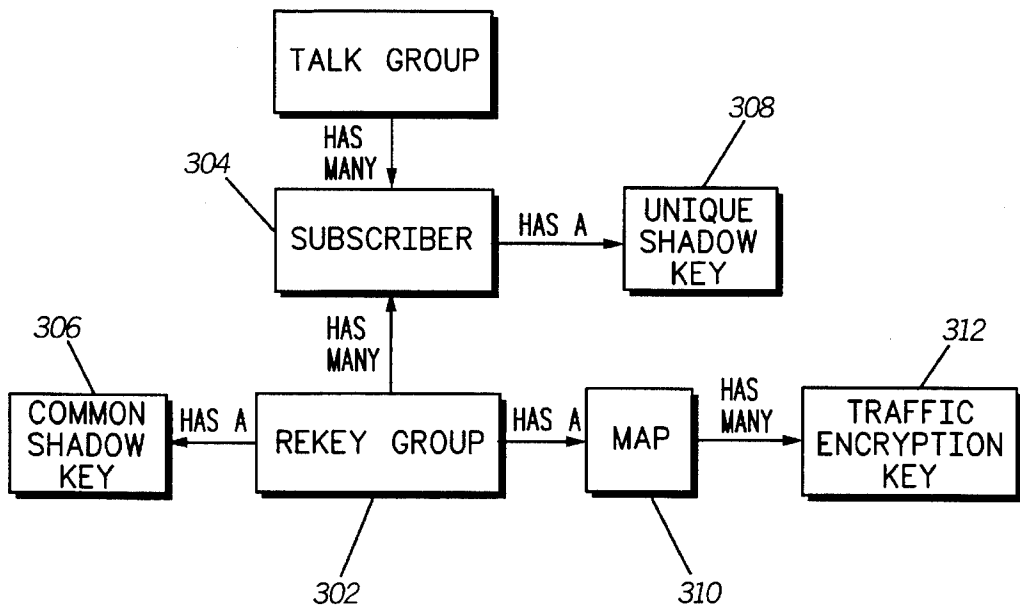 TALK GROUP
HAS
MANY
308
304
SUBSCRIBER
HAS A
UNIQUE
SHADOW
KEY
HAS
MANY
306
312
COMMON
SHADOW
KEY
HAS A
REKEY GROUP
HAS A
MAP
HAS
MANY
TRAFFIC
ENCRYPTION
KEY
302
310